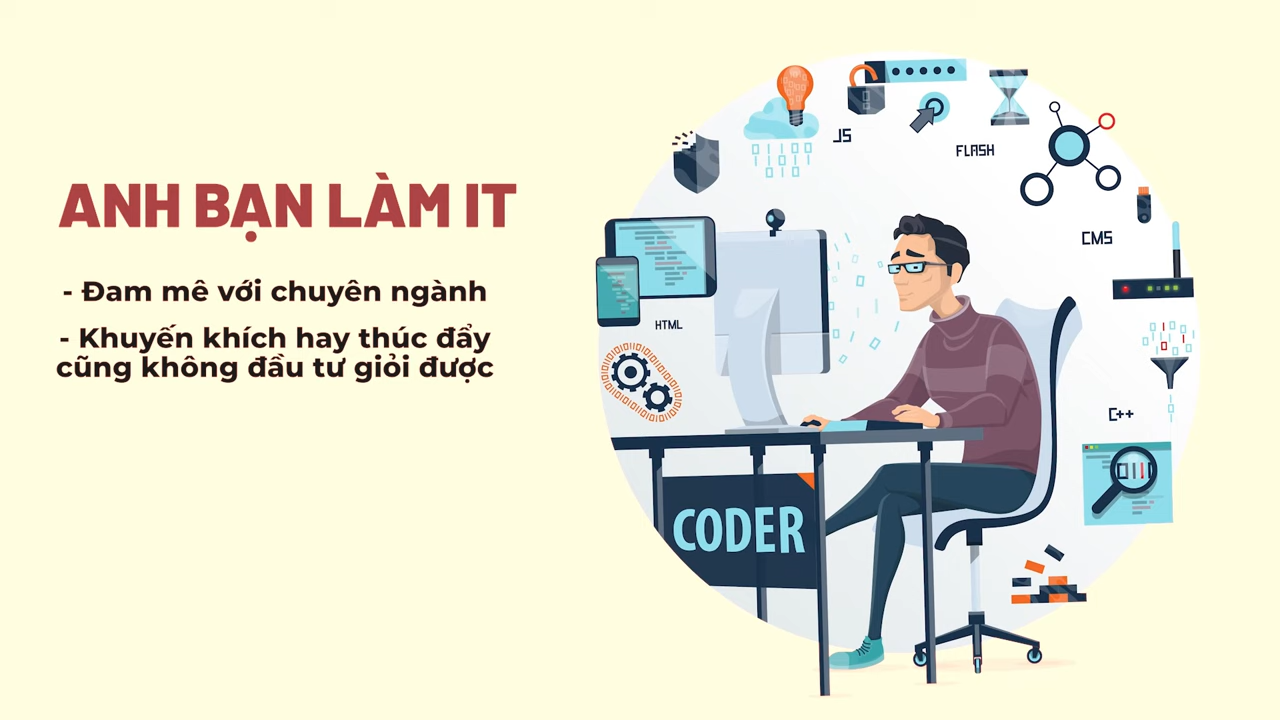 ANH BẠN LÀM IT
- Đam mê với chuyên ngành
- Khuyến khích hay thúc đẩy
cũng không đầu tư giỏi được
JS
FLASH
CMS
HTML
C++
CODER